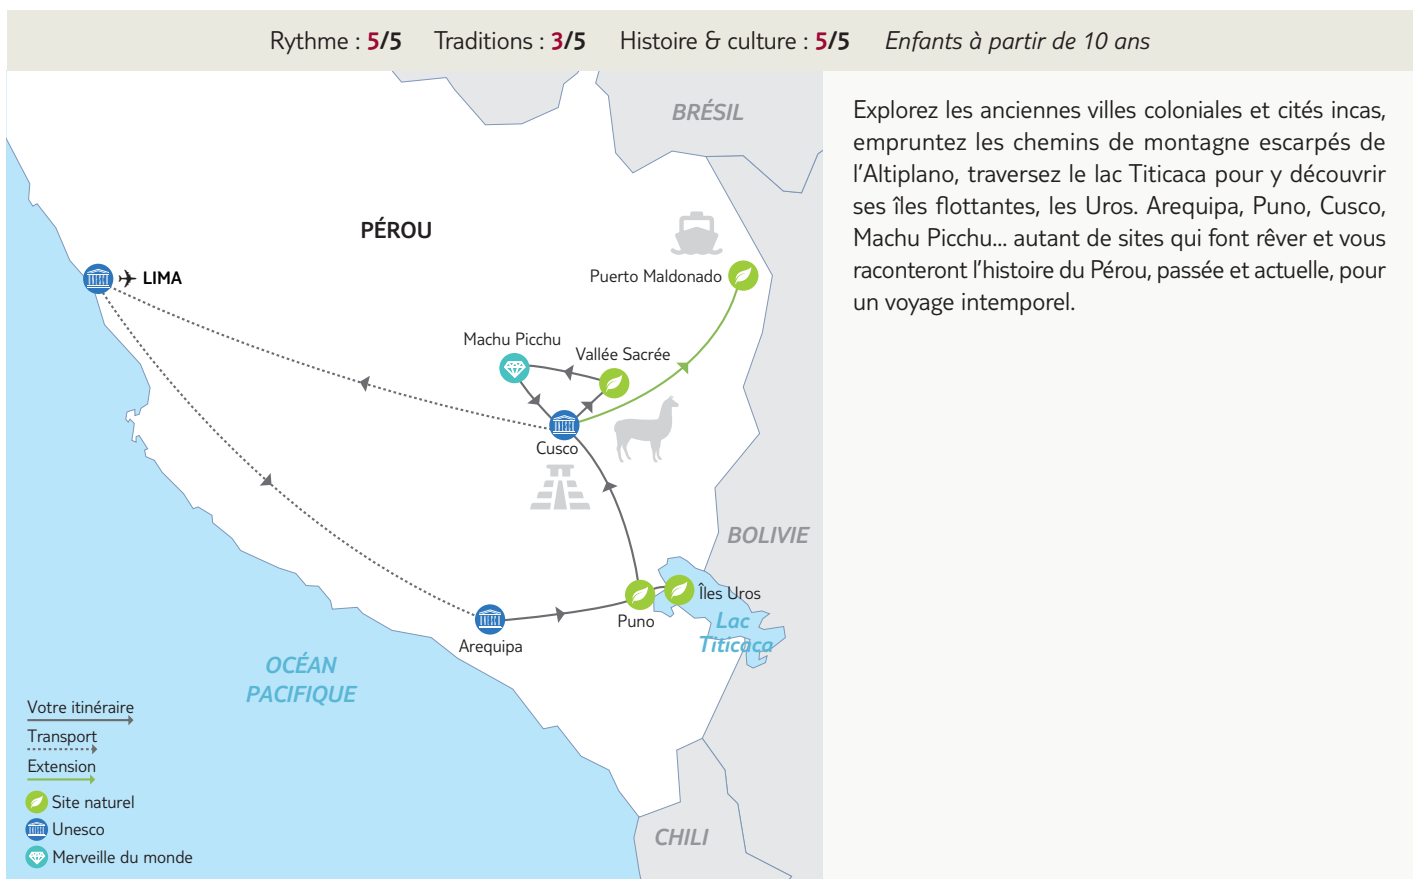 Rythme : 5/5 Traditions : 3/5 Histoire & culture : 5/5 Enfants à partir de 10 ans
BRÉSIL
PÉROU
Puerto Maldonado
LIMA
Machu Picchu
Vallée Sacrée
Cusco
BOLIVIE
Îles Uros
Puno
Lac
Titicaca
Arequipa
OCÉAN
PACIFIQUE
CHILI
Votre itinéraire
Transport
Extension
Site naturel
Unesco
Merveille du monde
Explorez les anciennes villes coloniales et cités incas,
empruntez les chemins de montagne escarpés de
l'Altiplano, traversez le lac Titicaca pour y découvrir
ses îles flottantes, les Uros. Arequipa, Puno, Cusco,
Machu Picchu... autant de sites qui font rêver et vous
raconteront l'histoire du Pérou, passée et actuelle, pour
un voyage intemporel.